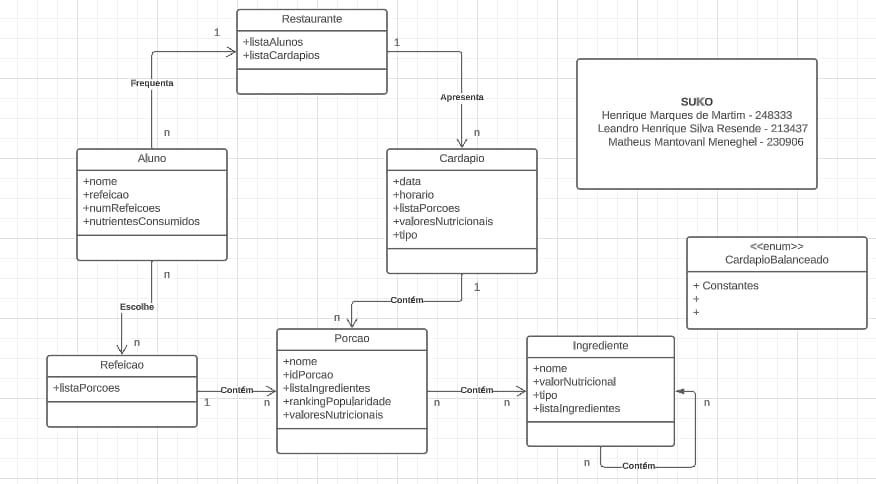 Restaurante
+listaAlunos
+listaCardapios
1
1
Frequenta
Apresenta
n
n
SUKO
Henrique Marques de Martim - 248333
Leandro Henrique Silva Resende - 213437
Matheus Mantovani Meneghel - 230906
Aluno
+nome
+refeicao
+numRefeicoes
+nutrientesConsumidos
Cardapio
+data
+horario
+listaPorcoes
+valoresNutricionais
+tipo
<<enum>>
CardapioBalanceado
+ Constantes
+
+
n
Escolhe
n
1
Contém
n
Refeicao
+listaPorcoes
1
Contém
n
Porcao
+nome
+idPorcao
+listaIngredientes
+rankingPopularidade
+valoresNutricionais
n
Contém
n
Ingrediente
+nome
+valorNutricional
+tipo
+listaIngredientes
n
n
Contém